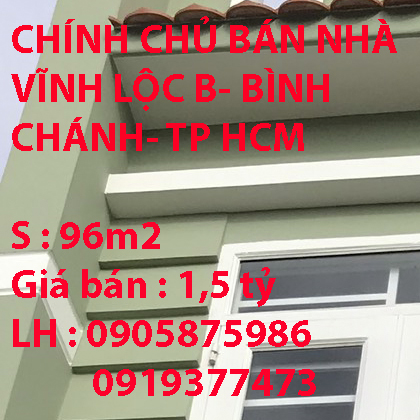 CHÍNH CHỦ BÁN NHÀ
VĨNH LỘC B- BÌNH
CHÁNH- TP HCM
S : 96m2
Giá bán : 1,5 tỷ
LH : 0905875986
0919377473